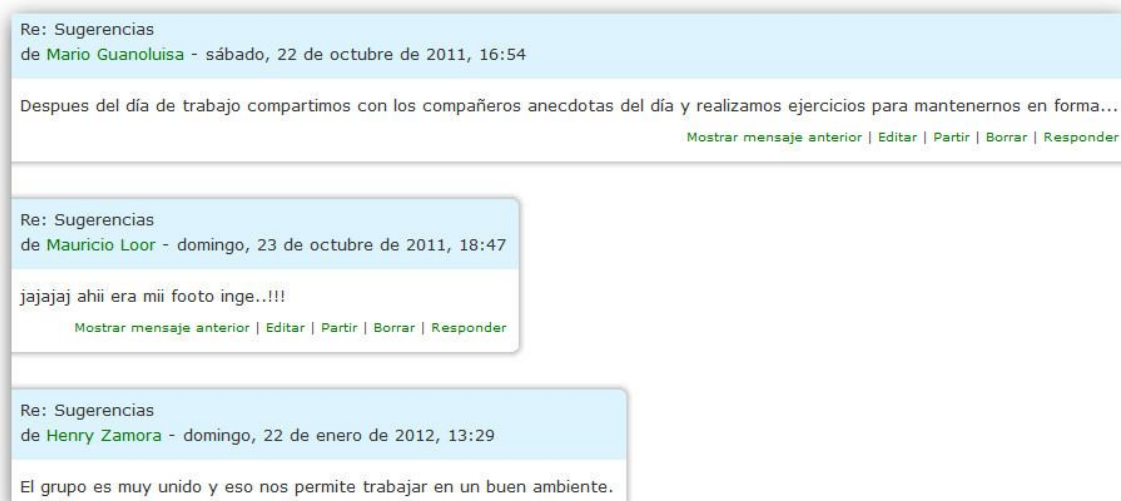 Re: Sugerencias
de Mario Guanoluisa - sábado, 22 de octubre de 2011, 16:54
Despues del día de trabajo compartimos con los compañeros anecdotas del día y realizamos ejercicios para mantenernos en forma...
Mostrar mensaje anterior | Editar | Partir | Borrar | Responder
Re: Sugerencias
de Mauricio Loor - domingo, 23 de octubre de 2011, 18:47
jajajaj ahii era mii footo inge..!!!
Mostrar mensaje anterior | Editar | Partir | Borrar | Responder
Re: Sugerencias
de Henry Zamora - domingo, 22 de enero de 2012, 13:29
El grupo es muy unido y eso nos permite trabajar en un buen ambiente.